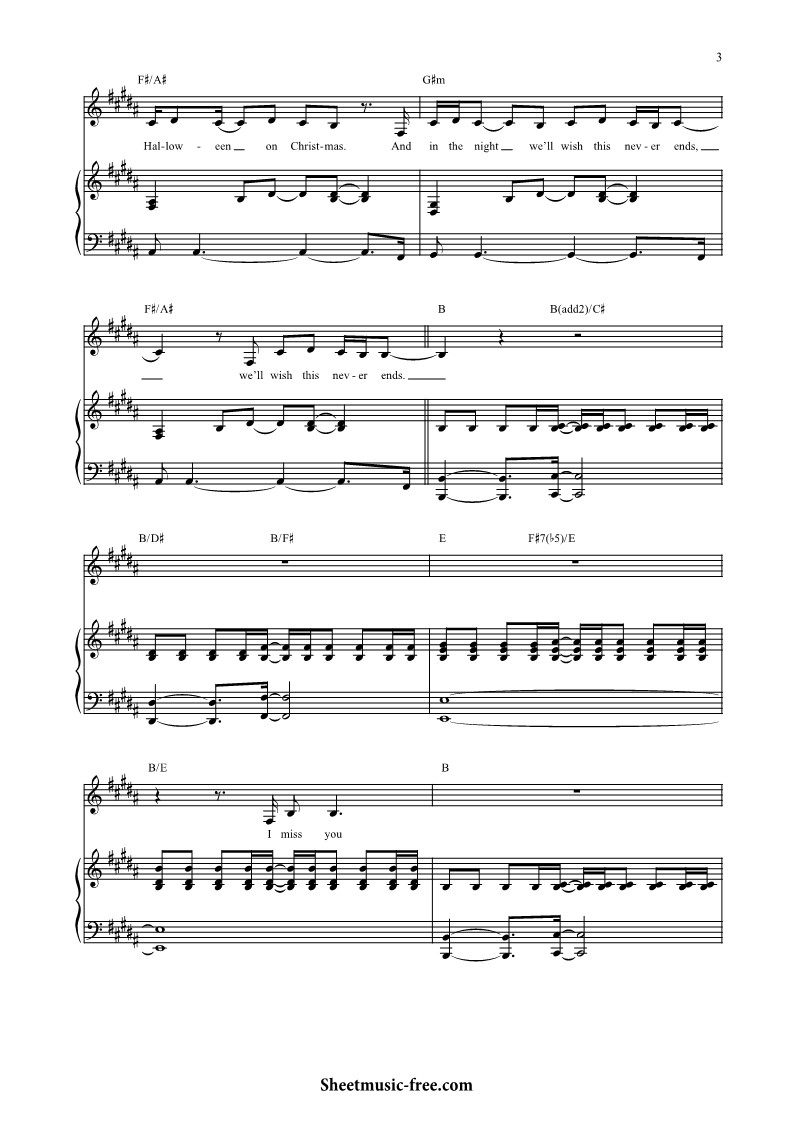 3
F♯/A♯ G♯m
Hal-low - een on Christ-mas. And in the night we'll wish this nev - er ends,
F♯/A♯ B B(add2)/C♯
we'll wish this nev - er ends.
B/D♯ B/F♯ E F♯7(♭5)/E
B/E B
I miss you
Sheetmusic-free.com